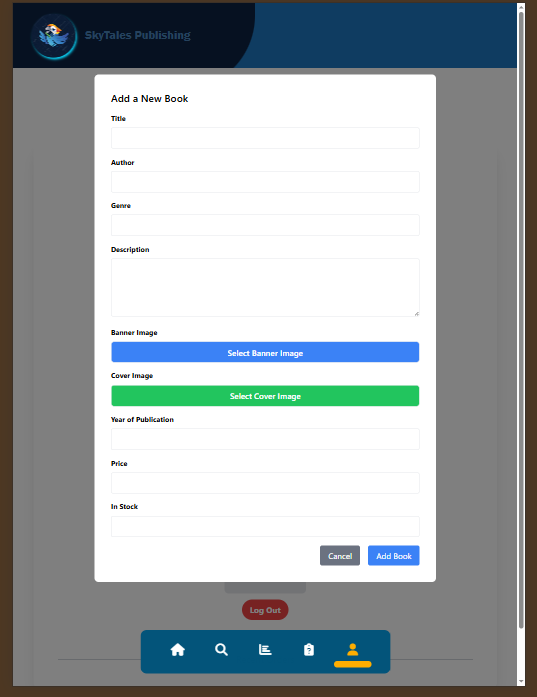 SkyTales Publishing
Add a New Book
Title
Author
Genre
Description
Banner Image
Select Banner Image
Cover Image
Select Cover Image
Year of Publication
Price
In Stock
Cancel Add Book
Log Out